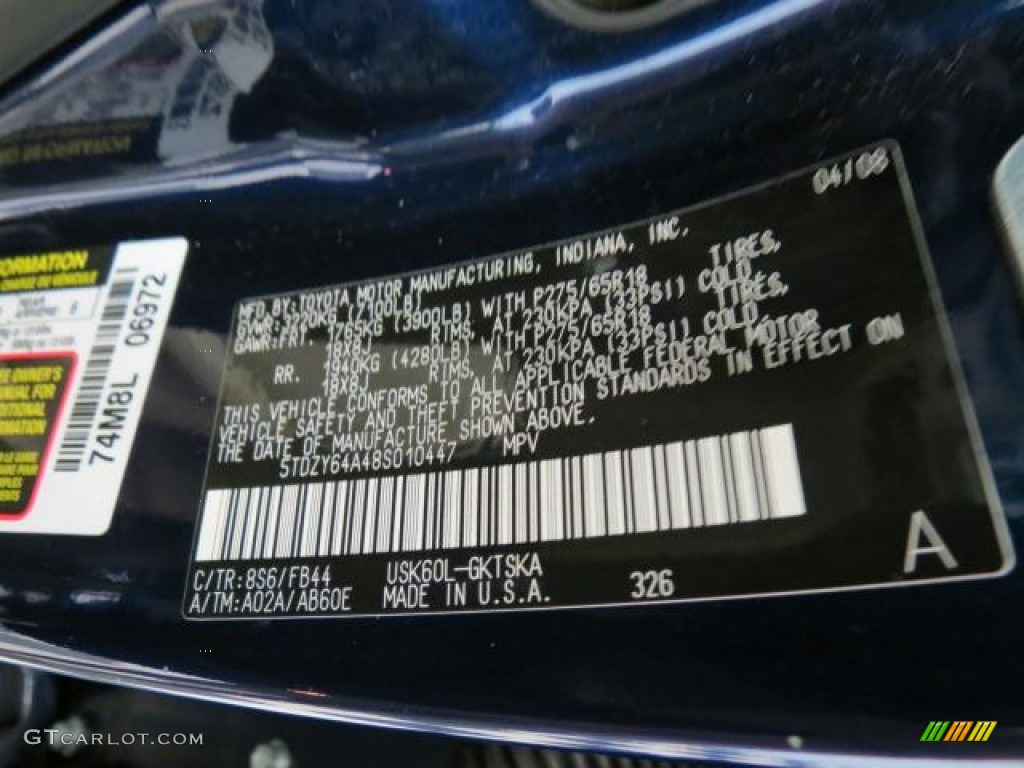 04/08
MFD BY:TOYOTA MOTOR MANUFACTURING, INDIANA, INC.
GVWR:3220KG (7100LB)
GAWR:FRT. 1765KG (3900LB) WITH P275/65R18 TIRES,
18X8J RIMS, AT 230KPA (33PSI) COLD
RR. 1940KG (4280LB) WITH P275/65R18 TIRES,
18X8J RIMS, AT 230KPA (33PSI) COLD.
THIS VEHICLE CONFORMS TO ALL APPLICABLE FEDERAL MOTOR
VEHICLE SAFETY AND THEFT PREVENTION STANDARDS IN EFFECT ON
THE DATE OF MANUFACTURE SHOWN ABOVE.
5TDZY64A48S010447 MPV
C/TR:8S6/FB44 USK60L-GKTSKA
A/TM:A02A/AB60E MADE IN U.S.A. 326
A
FORMATION
74M8L 06972
E OWNER'S
GTCARLOT.COM